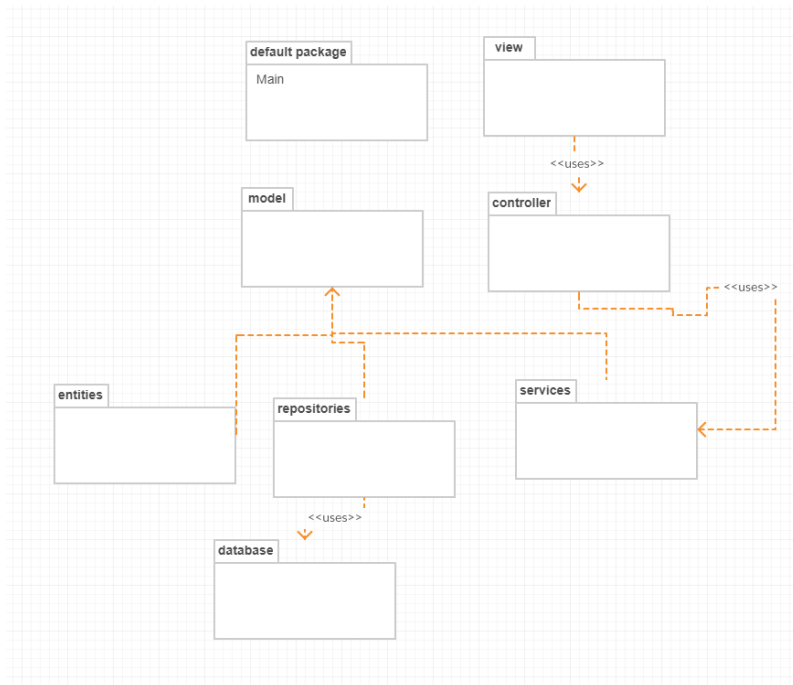 default package
Main
view
<<uses>>
model
controller
<<uses>>
entities
repositories
services
<<uses>>
database